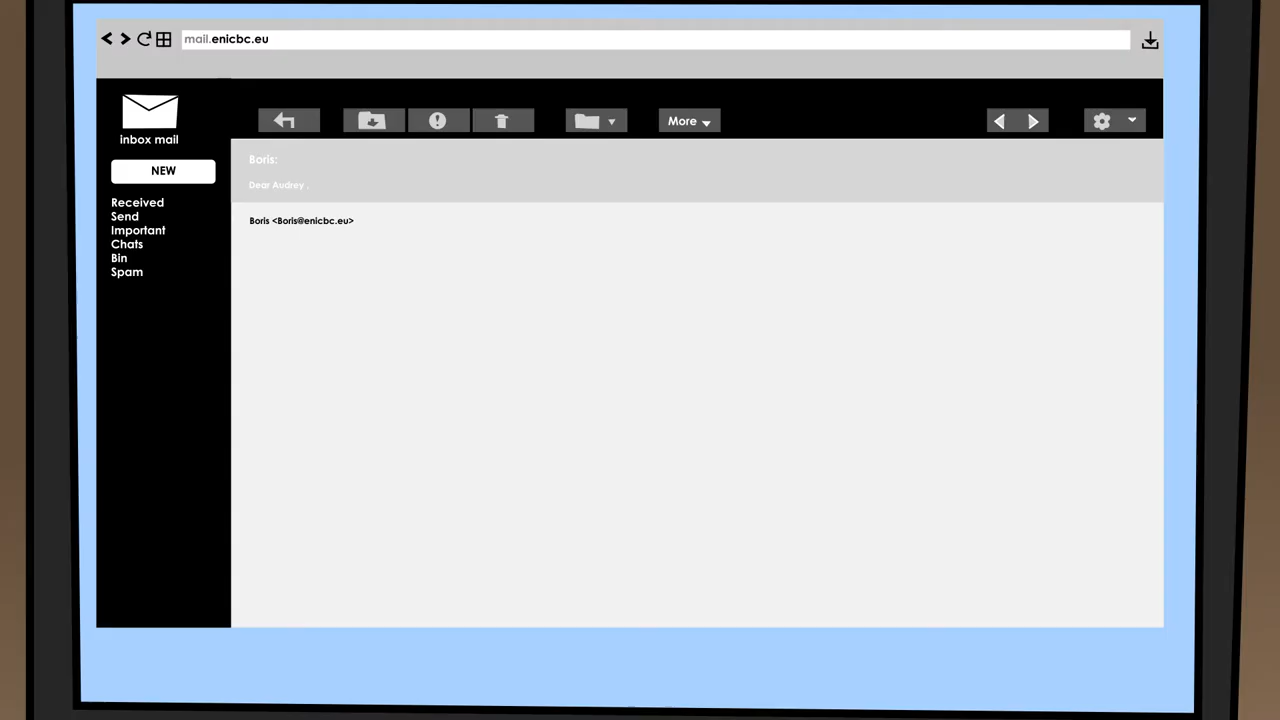 mail.enicbc.eu
inbox mail
NEW
Received
Send
Important
Chats
Bin
Spam
More
Boris:
Dear Audrey ,
Boris <Boris@enicbc.eu>